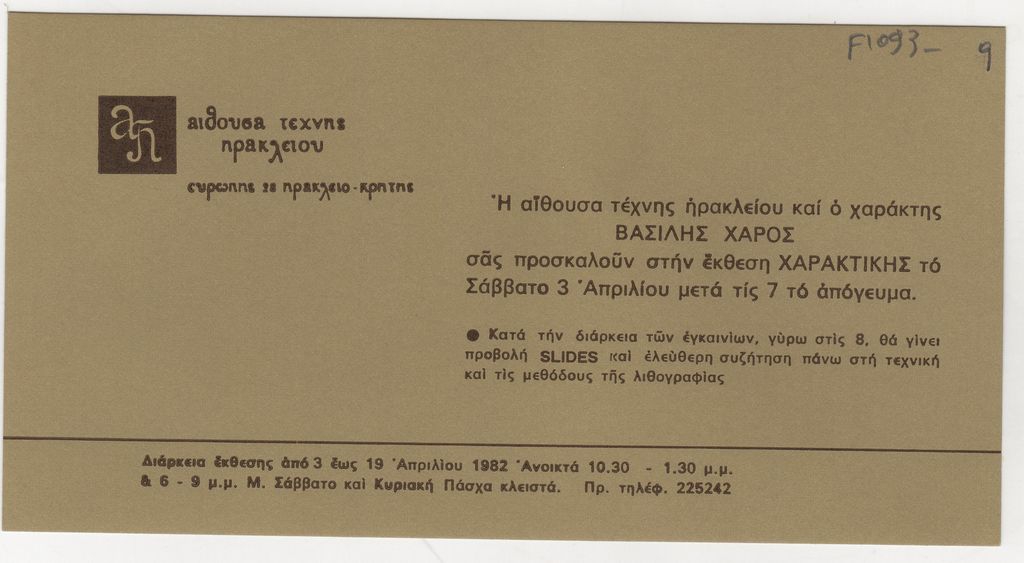 F1093- 9
αη
αιθουσα τεχνης
ηρακλειου
ευρωπης 28 ηρακλειο-κρητης
Ἡ αἴθουσα τέχνης ἡρακλείου καί ὁ χαράκτης
ΒΑΣΙΛΗΣ ΧΑΡΟΣ
σᾶς προσκαλοῦν στήν ἔκθεση ΧΑΡΑΚΤΙΚΗΣ τό
Σάββατο 3 Ἀπριλίου μετά τίς 7 τό ἀπόγευμα.
● Κατά τήν διάρκεια τῶν ἐγκαινίων, γύρω στὶς 8, θά γίνει
προβολή SLIDES καί ἐλεύθερη συζήτηση πάνω στή τεχνική
καί τὶς μεθόδους τῆς λιθογραφίας
Διάρκεια ἔκθεσης ἀπό 3 ἕως 19 Ἀπριλίου 1982 Ἀνοικτά 10.30 - 1.30 μ.μ.
& 6 - 9 μ.μ. Μ. Σάββατο καί Κυριακή Πάσχα κλειστά. Πρ. τηλέφ. 225242